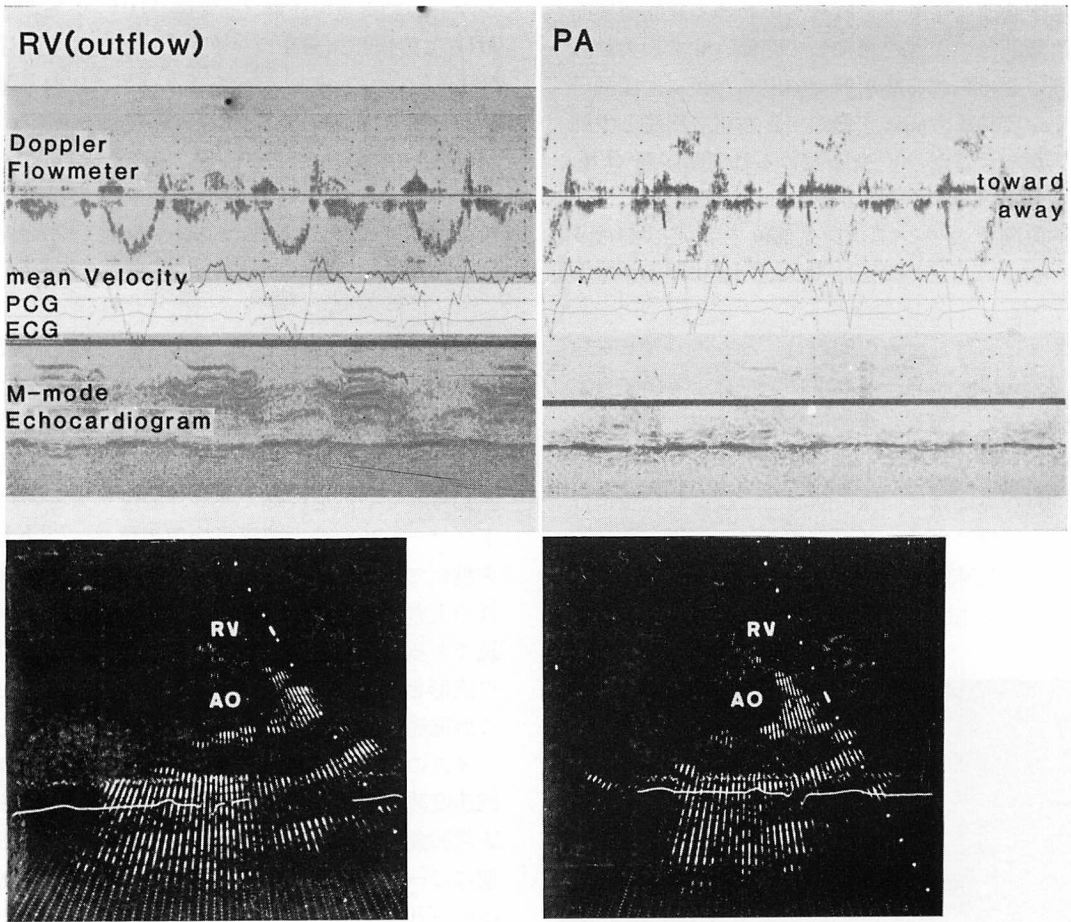 RV(outflow)
PA
Doppler
Flowmeter
toward
away
mean Velocity
PCG
ECG
M-mode
Echocardiogram
RV
AO
RV
AO